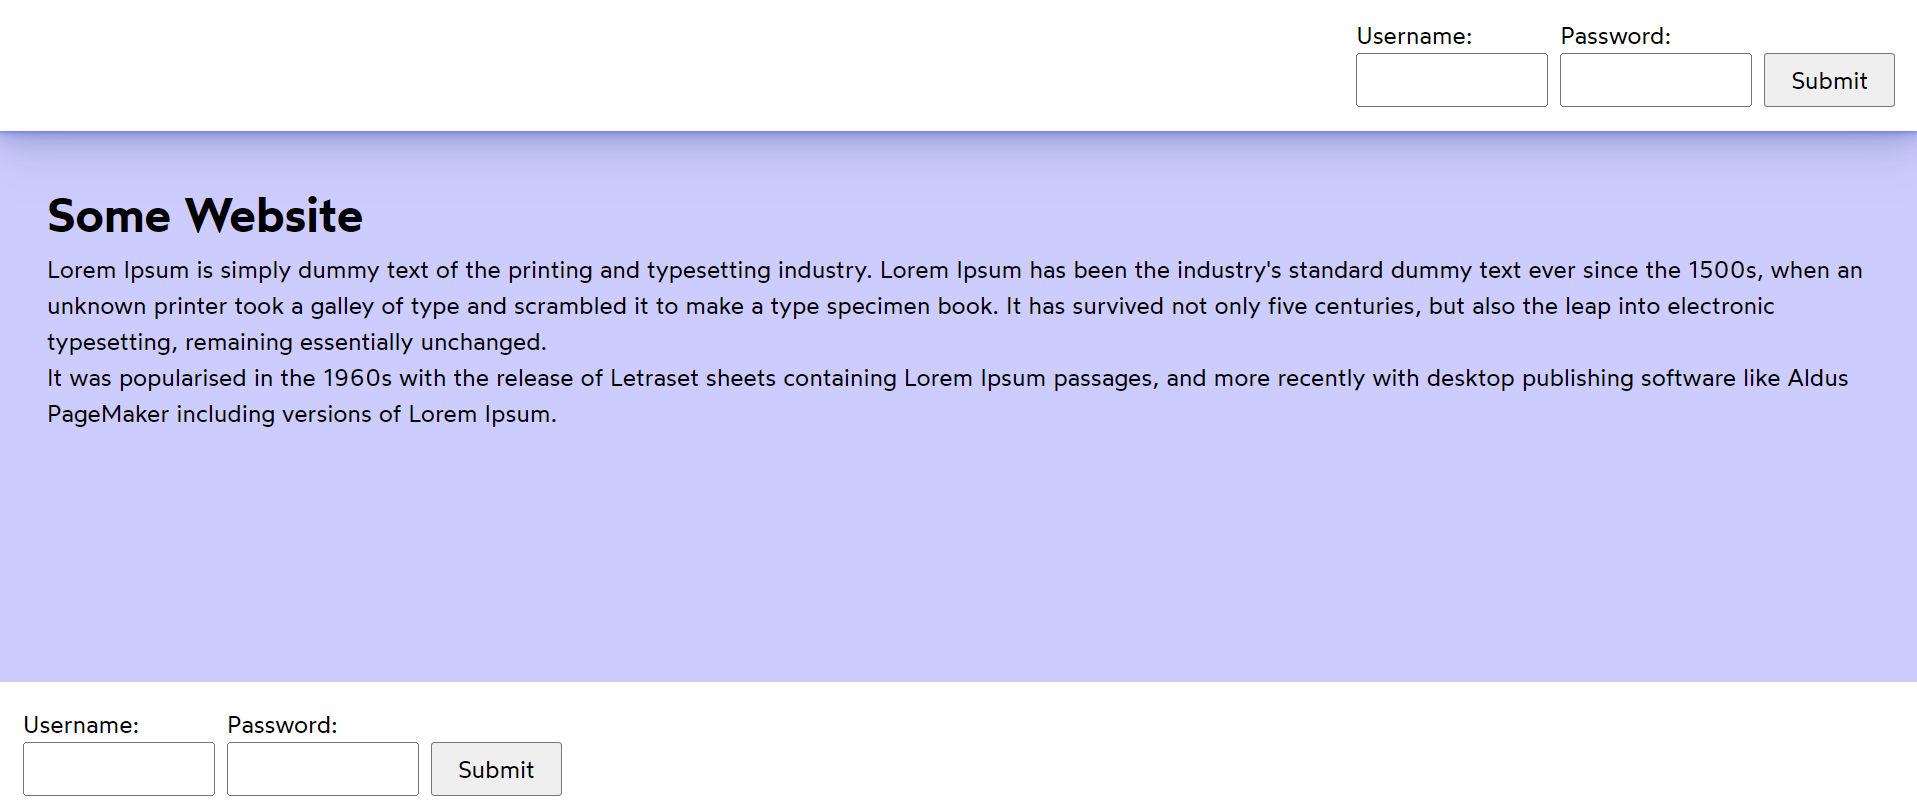 Username: Password:
Submit
Some Website
Lorem Ipsum is simply dummy text of the printing and typesetting industry. Lorem Ipsum has been the industry's standard dummy text ever since the 1500s, when an
unknown printer took a galley of type and scrambled it to make a type specimen book. It has survived not only five centuries, but also the leap into electronic
typesetting, remaining essentially unchanged.
It was popularised in the 1960s with the release of Letraset sheets containing Lorem Ipsum passages, and more recently with desktop publishing software like Aldus
PageMaker including versions of Lorem Ipsum.
Username: Password:
Submit